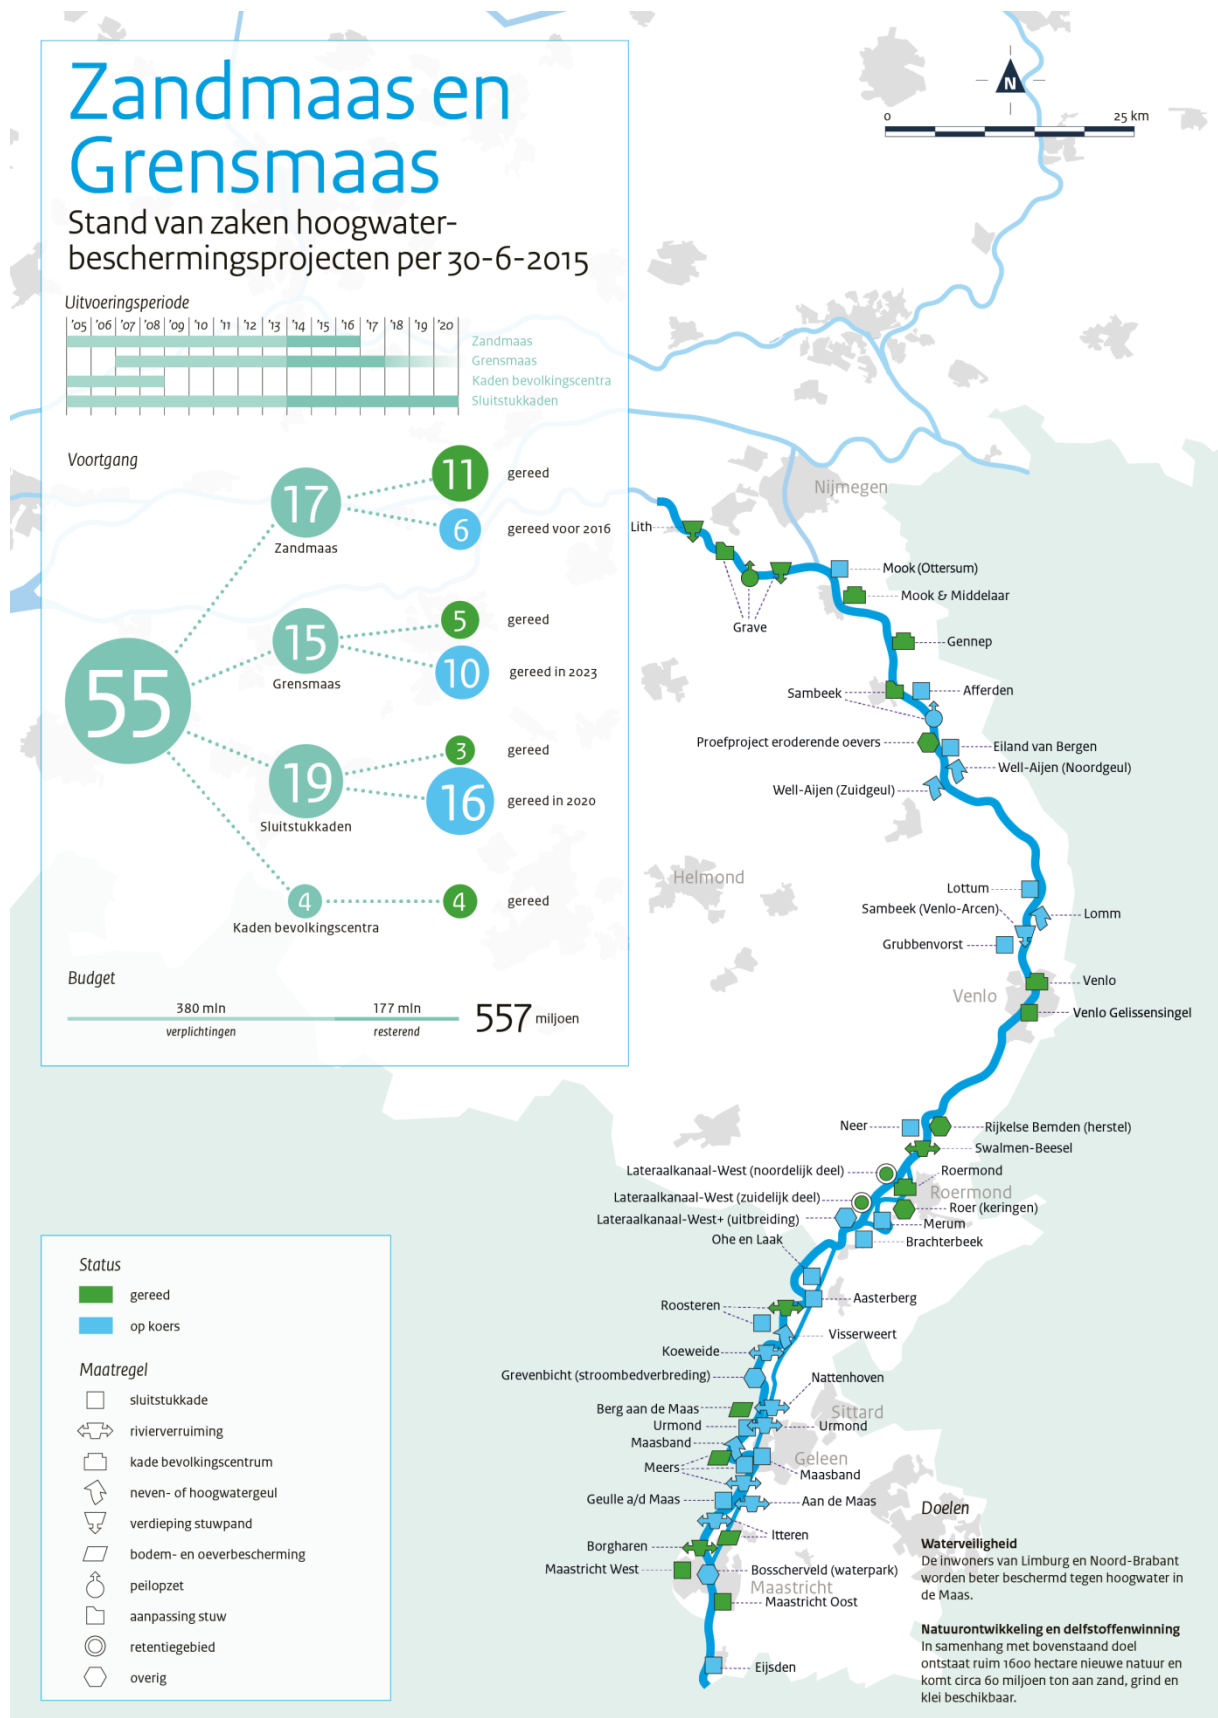 Zandmaas en
Grensmaas
Stand van zaken hoogwater-
beschermingsprojecten per 30-6-2015
Uitvoeringsperiode
'05 '06 '07 '08 '09 '10 '11 '12 '13 '14 '15 '16 '17 '18 '19 '20
Zandmaas
Grensmaas
Kaden bevolkingscentra
Sluitstukkaden
Voortgang
55
17
Zandmaas
11
gereed
6
gereed voor 2016
15
Grensmaas
5
gereed
10
gereed in 2023
19
Sluitstukkaden
3
gereed
16
gereed in 2020
4
Kaden bevolkingscentra
4
gereed
Budget
380 mln
verplichtingen
177 mln
resterend
557 miljoen
N
0
25 km
Nijmegen
Lith
Grave
Mook (Ottersum)
Mook & Middelaar
Gennep
Sambeek
Afferden
Proefproject eroderende oevers
Eiland van Bergen
Well-Aijen (Noordgeul)
Well-Aijen (Zuidgeul)
Helmond
Lottum
Sambeek (Venlo-Arcen)
Lomm
Grubbenvorst
Venlo
Venlo
Venlo Gelissensingel
Neer
Rijkelse Bemden (herstel)
Swalmen-Beesel
Lateraalkanaal-West (noordelijk deel)
Roermond
Roermond
Lateraalkanaal-West (zuidelijk deel)
Roer (keringen)
Lateraalkanaal-West+ (uitbreiding)
Merum
Ohe en Laak
Brachterbeek
Aasterberg
Roosteren
Visserweert
Koeweide
Grevenbicht (stroombedverbreding)
Nattenhoven
Berg aan de Maas
Sittard
Urmond
Urmond
Maasband
Geleen
Meers
Maasband
Geulle a/d Maas
Aan de Maas
Itteren
Borgharen
Maastricht West
Bosscherveld (waterpark)
Maastricht
Maastricht Oost
Eijsden
Status
gereed
op koers
Maatregel
sluitstukkade
rivierverruiming
kade bevolkingscentrum
neven- of hoogwatergeul
verdieping stuwpand
bodem- en oeverbescherming
peilopzet
aanpassing stuw
retentiegebied
overig
Doelen
Waterveiligheid
De inwoners van Limburg en Noord-Brabant
worden beter beschermd tegen hoogwater in
de Maas.
Natuurontwikkeling en delfstoffenwinning
In samenhang met bovenstaand doel
ontstaat ruim 1600 hectare nieuwe natuur en
komt circa 60 miljoen ton aan zand, grind en
klei beschikbaar.